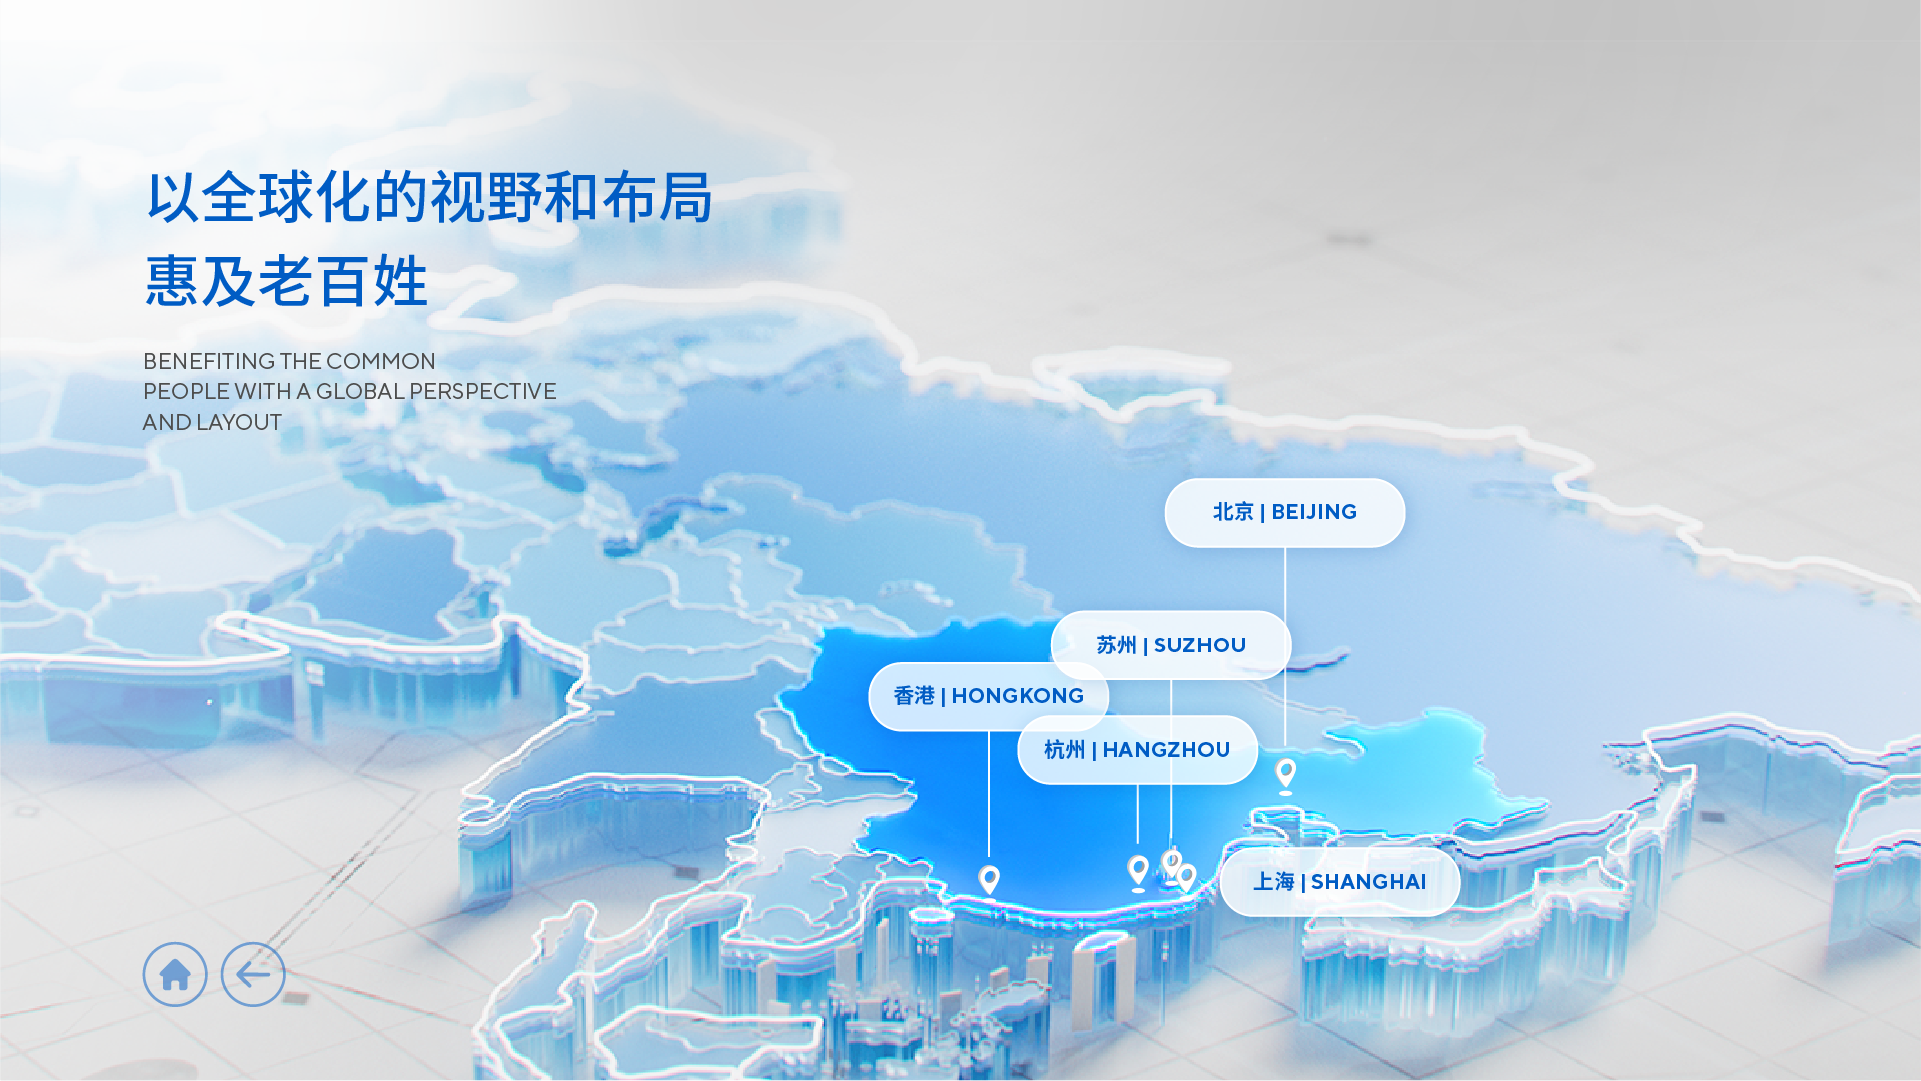 以全球化的视野和布局
惠及老百姓
BENEFITING THE COMMON
PEOPLE WITH A GLOBAL PERSPECTIVE
AND LAYOUT
北京 | BEIJING
苏州 | SUZHOU
香港 | HONGKONG
杭州 | HANGZHOU
上海 | SHANGHAI